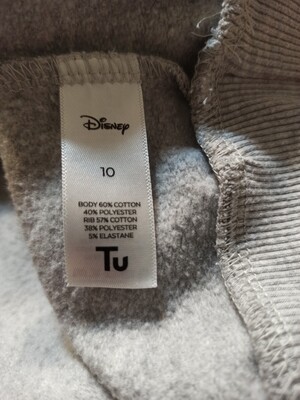 Disney
10
BODY 60% COTTON
40% POLYESTER
RIB 57% COTTON
38% POLYESTER
5% ELASTANE
Tu